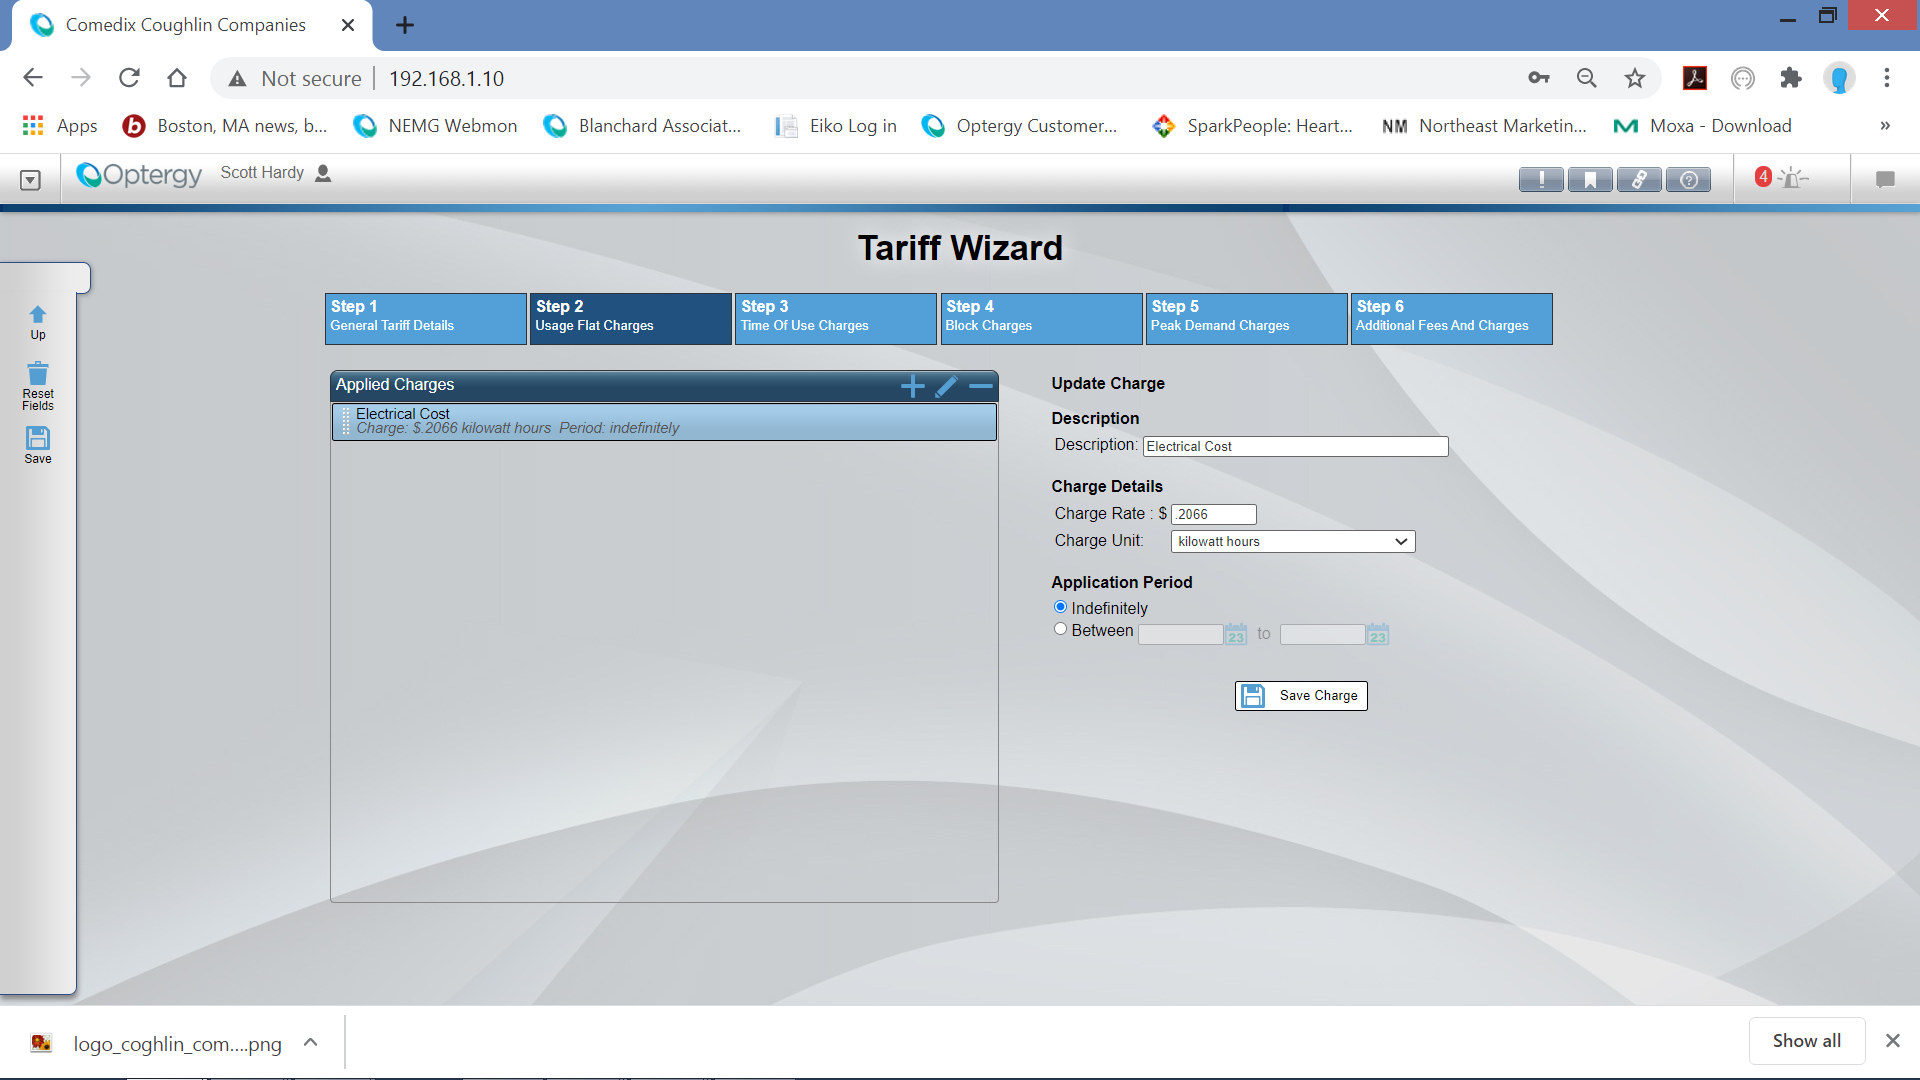 Comedix Coughlin Companies
Not secure 192.168.1.10
Apps Boston, MA news, b... NEMG Webmon Blanchard Associat... Eiko Log in Optergy Customer... SparkPeople: Heart... NM Northeast Marketin... Moxa - Download »
Optergy Scott Hardy 4
Tariff Wizard
Step 1 Step 2 Step 3 Step 4 Step 5 Step 6
General Tariff Details Usage Flat Charges Time Of Use Charges Block Charges Peak Demand Charges Additional Fees And Charges
Up
Reset
Fields
Save
Applied Charges
Electrical Cost
Charge: $.2066 kilowatt hours Period: indefinitely
Update Charge
Description
Description: Electrical Cost
Charge Details
Charge Rate : $ .2066
Charge Unit: kilowatt hours
Application Period
Indefinitely
Between 23 to 23
Save Charge
logo_coghlin_com....png Show all